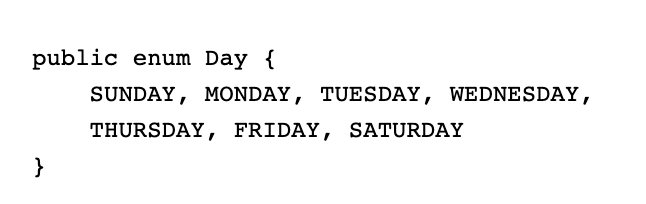 public enum Day {
    SUNDAY, MONDAY, TUESDAY, WEDNESDAY,
    THURSDAY, FRIDAY, SATURDAY
}